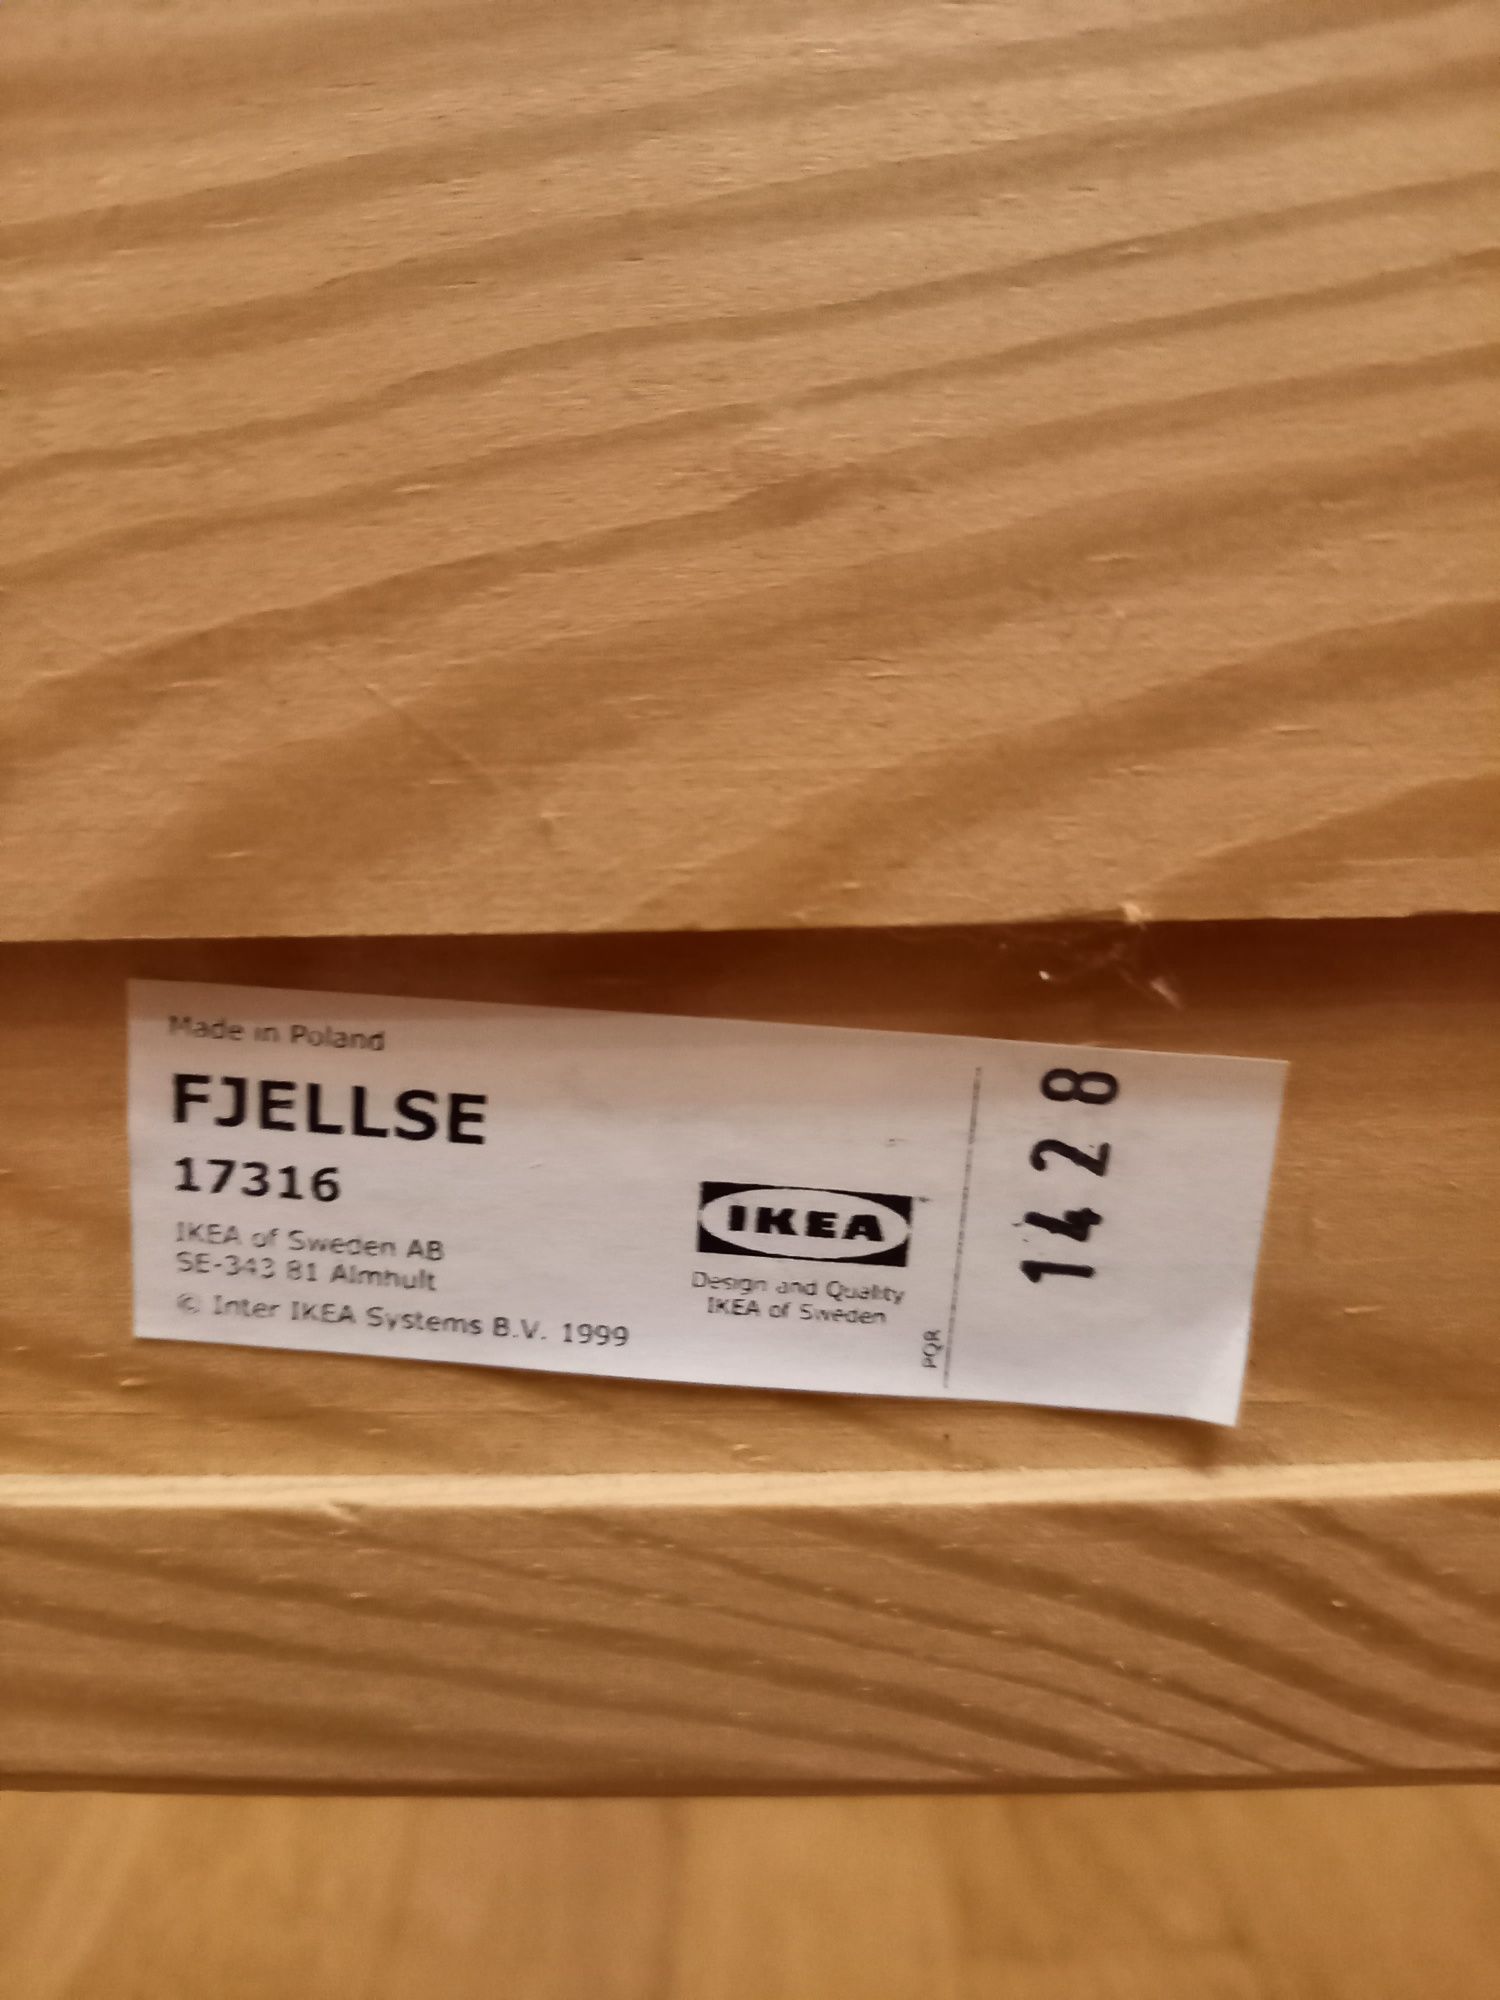 Made in Poland
FJELLSE
17316
IKEA of Sweden AB
SE-343 81 Almhult
© Inter IKEA Systems B.V. 1999
IKEA
Design and Quality
IKEA of Sweden
PQR
1428